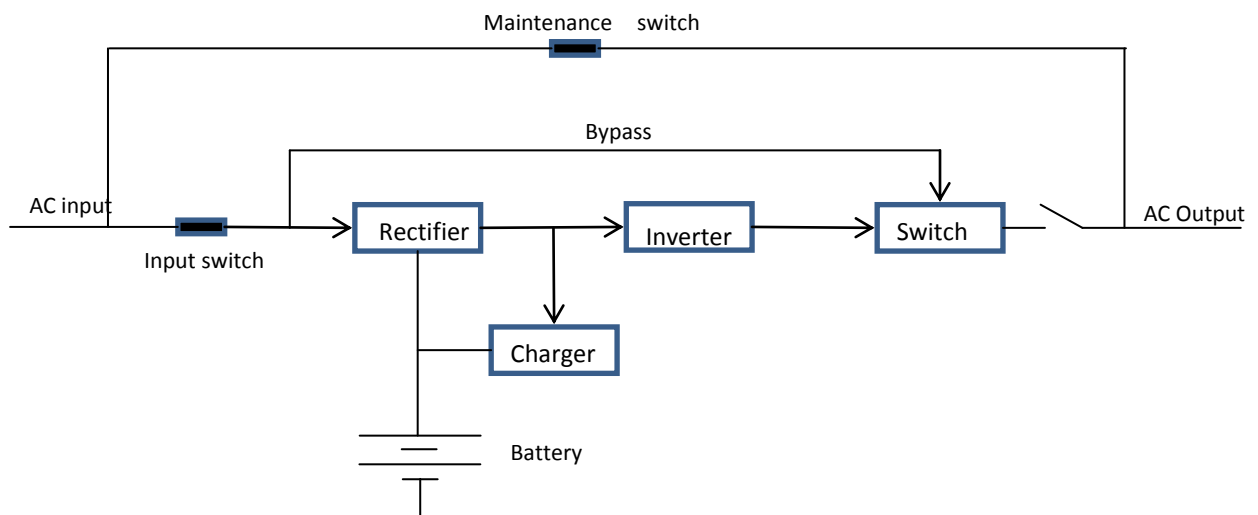 Maintenance switch
Bypass
AC input
AC Output
Rectifier
Inverter
Switch
Input switch
Charger
Battery